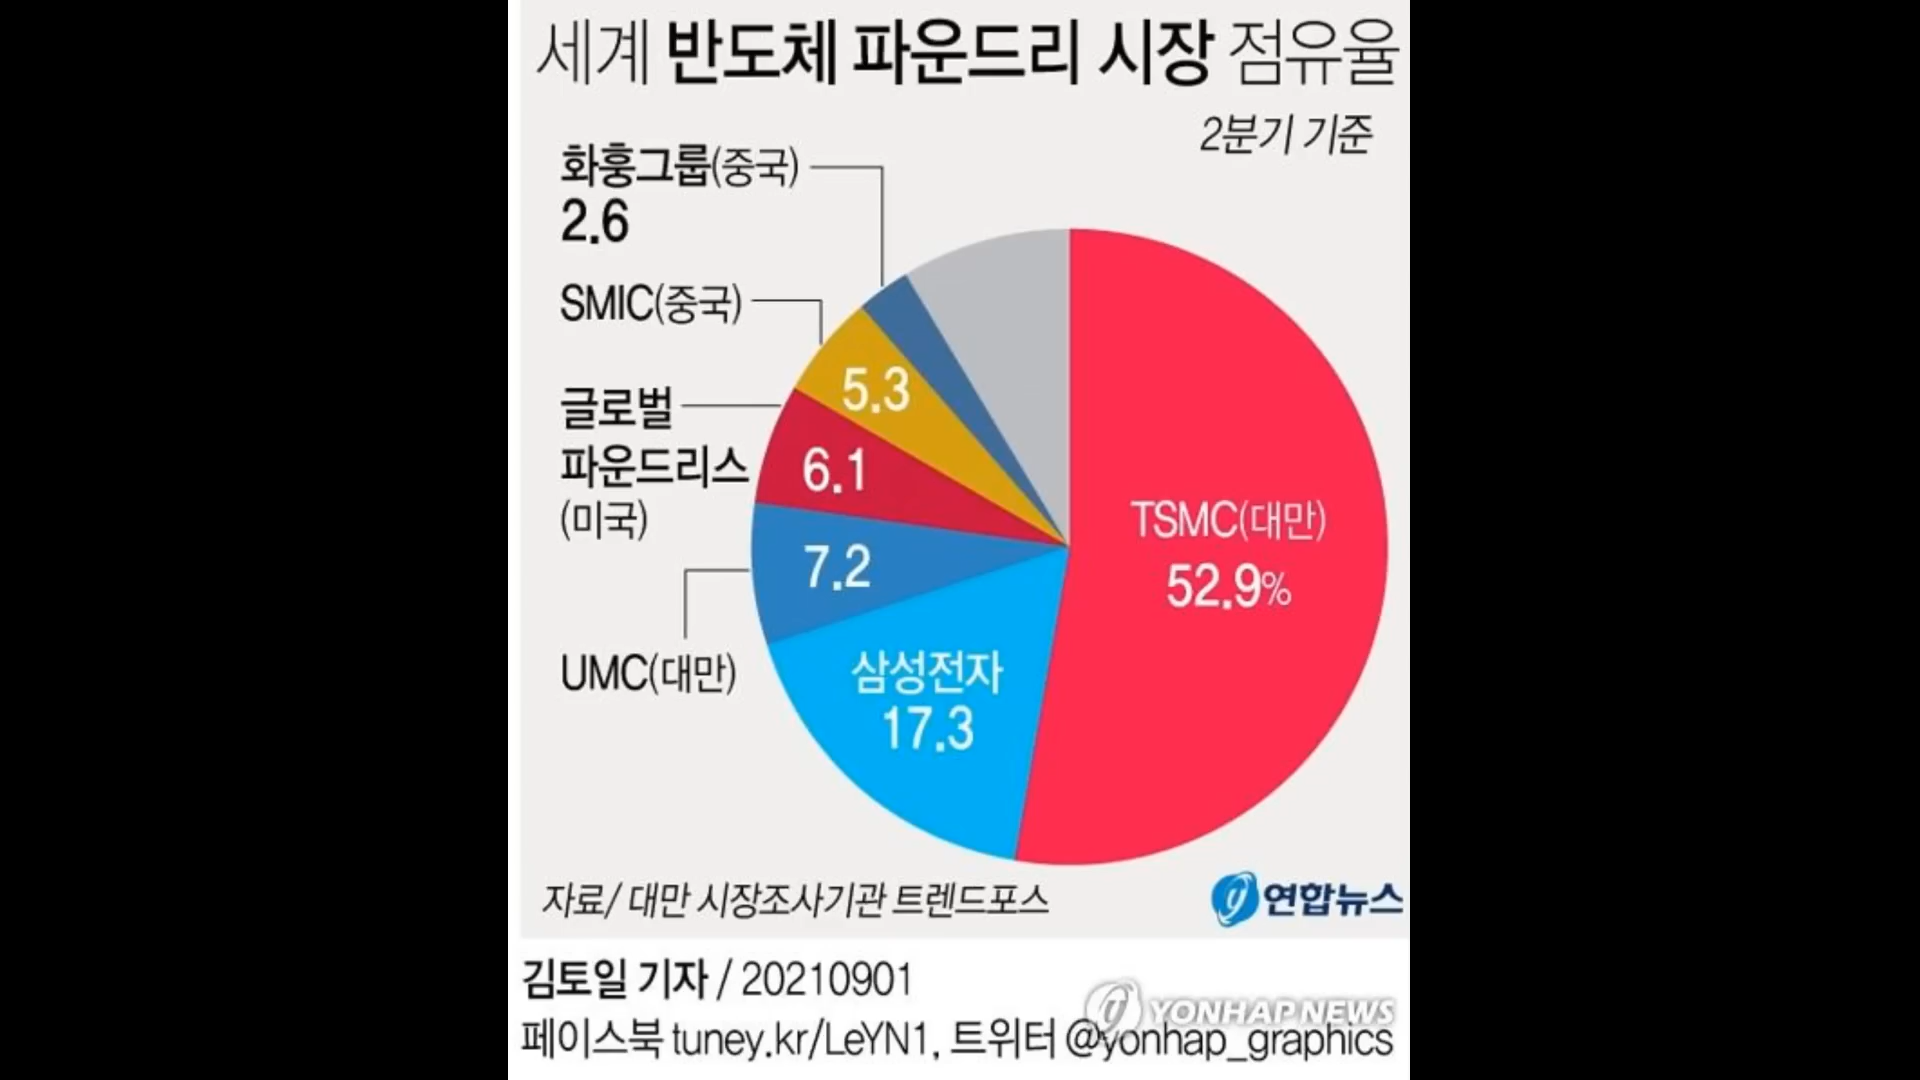 세계 반도체 파운드리 시장 점유율
2분기 기준
화훙그룹(중국)
2.6
SMIC(중국)
5.3
글로벌
파운드리스
(미국)
6.1
7.2
UMC(대만)
삼성전자
17.3
TSMC(대만)
52.9%
자료/ 대만 시장조사기관 트렌드포스
연합뉴스
김토일 기자 / 20210901
YONHAP NEWS
페이스북 tuney.kr/LeYN1, 트위터 @yonhap_graphics